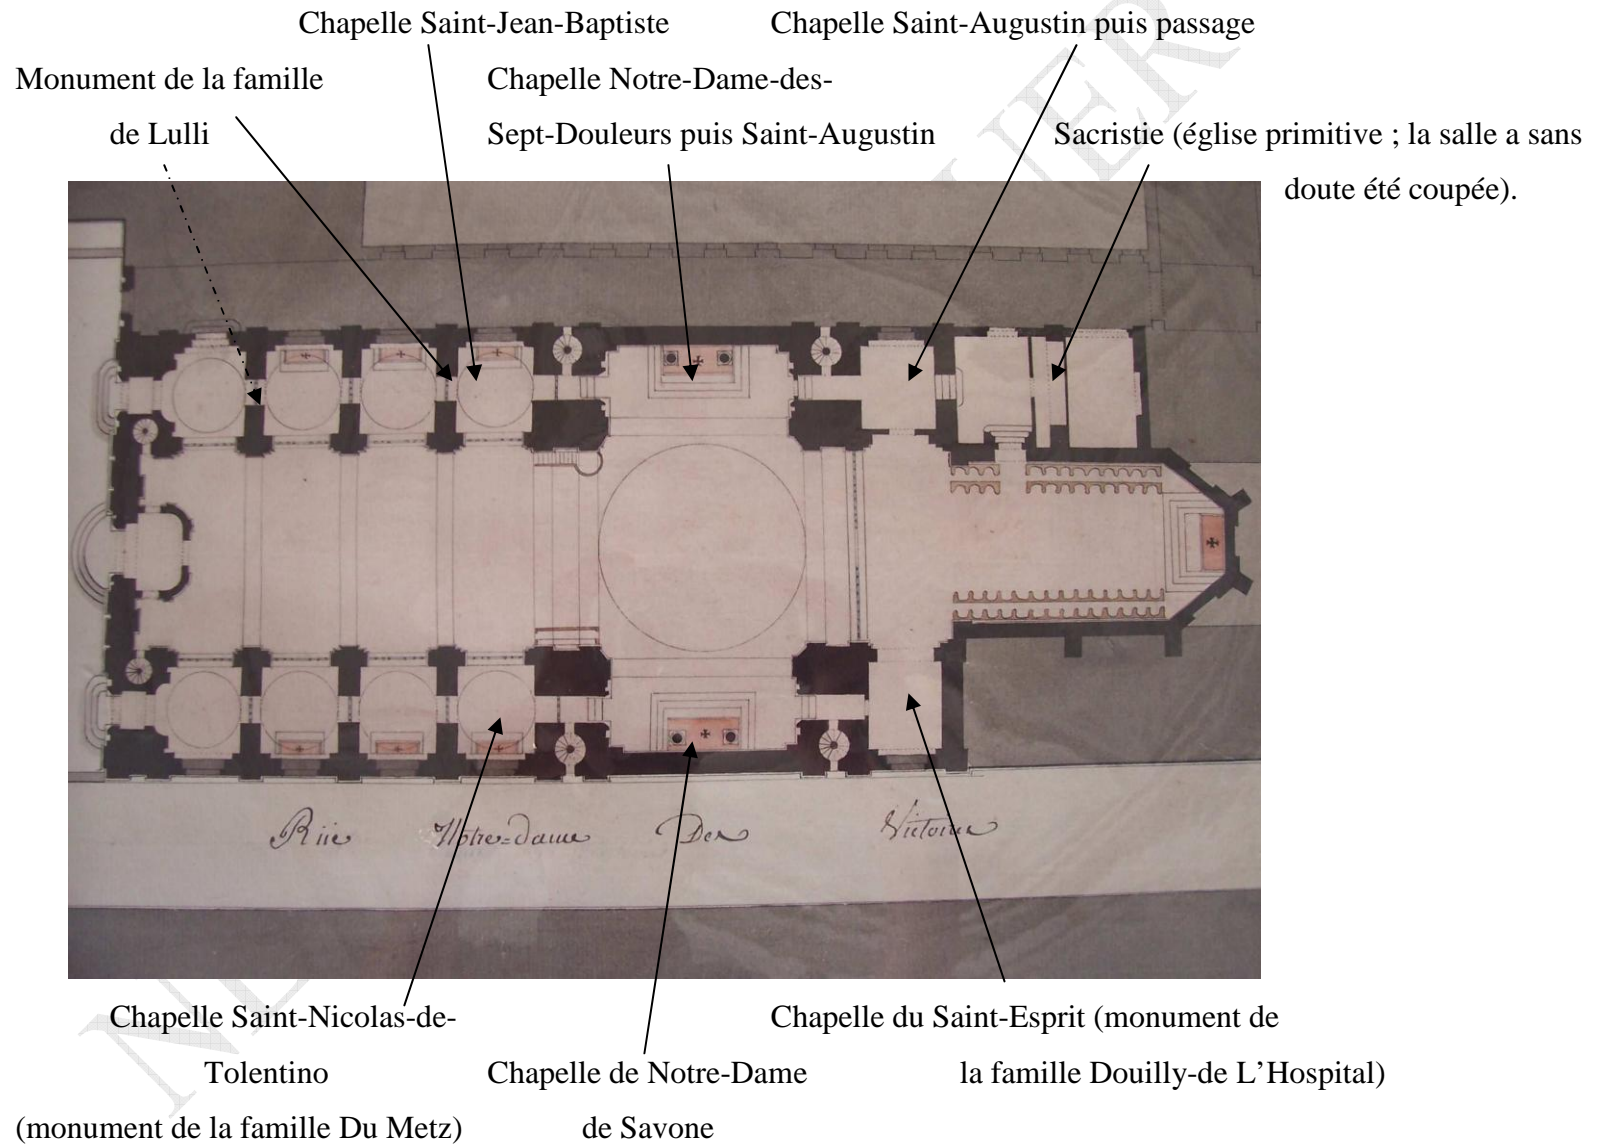 Chapelle Saint-Jean-Baptiste
Chapelle Saint-Augustin puis passage
Monument de la famille
de Lulli
Chapelle Notre-Dame-des-
Sept-Douleurs puis Saint-Augustin
Sacristie (église primitive ; la salle a sans
doute été coupée).
Rüe Notre=dame Des Victoires
Chapelle Saint-Nicolas-de-
Tolentino
(monument de la famille Du Metz)
Chapelle de Notre-Dame
de Savone
Chapelle du Saint-Esprit (monument de
la famille Douilly-de L’Hospital)